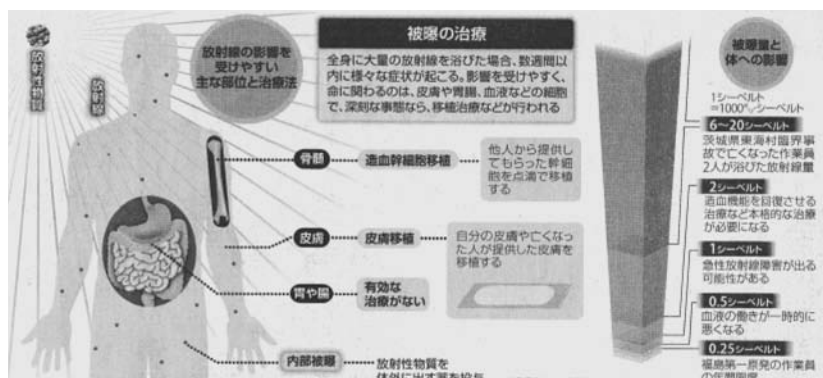 放射性物質
放射線
放射線の影響を
受けやすい
主な部位と治療法
被曝の治療
全身に大量の放射線を浴びた場合、数週間以
内に様々な症状が起こる。影響を受けやすく、
命に関わるのは、皮膚や胃腸、血液などの細胞
で、深刻な事態なら、移植治療などが行われる
骨髄
造血幹細胞移植
他人から提供し
てもらった幹細
胞を点滴で移植
する
皮膚
皮膚移植
自分の皮膚や亡くなっ
た人が提供した皮膚を
移植する
胃や腸
有効な
治療がない
内部被曝
放射性物質を
体外に出す薬を投与
被曝量と
体への影響
1シーベルト
=1000㍉シーベルト
6〜20シーベルト
茨城県東海村臨界事
故で亡くなった作業員
2人が浴びた放射線量
2シーベルト
造血機能を回復させる
治療など本格的な治療
が必要になる
1シーベルト
急性放射線障害が出る
可能性がある
0.5シーベルト
血液の働きが一時的に
悪くなる
0.25シーベルト
福島第一原発の作業員
の年間限度